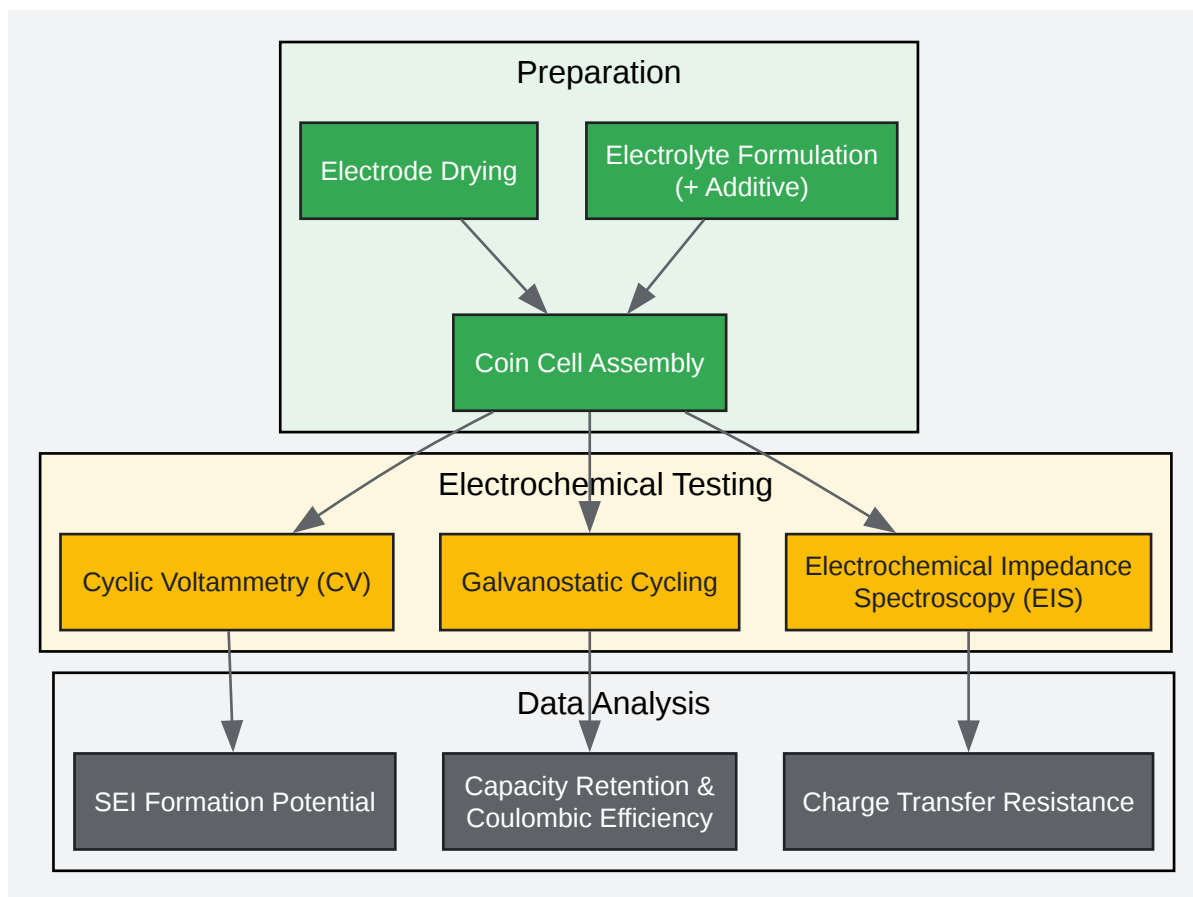 Preparation
Electrode Drying
Electrolyte Formulation
(+ Additive)
Coin Cell Assembly
Electrochemical Testing
Cyclic Voltammetry (CV)
Galvanostatic Cycling
Electrochemical Impedance
Spectroscopy (EIS)
Data Analysis
SEI Formation Potential
Capacity Retention &
Coulombic Efficiency
Charge Transfer Resistance